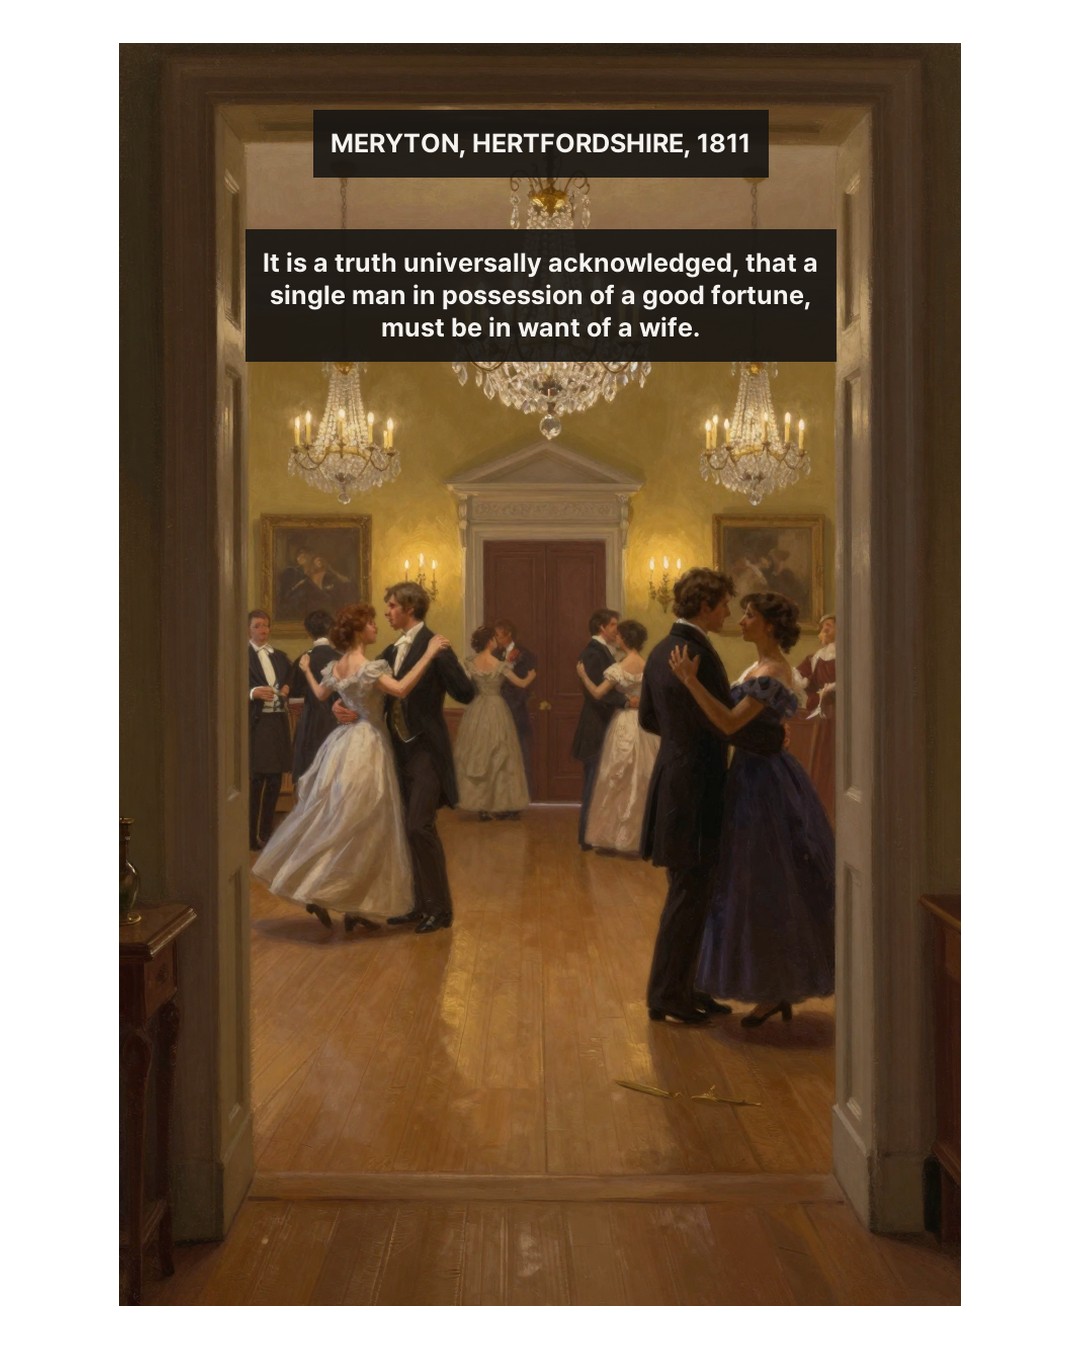 MERYTON, HERTFORDSHIRE, 1811
It is a truth universally acknowledged, that a
single man in possession of a good fortune,
must be in want of a wife.